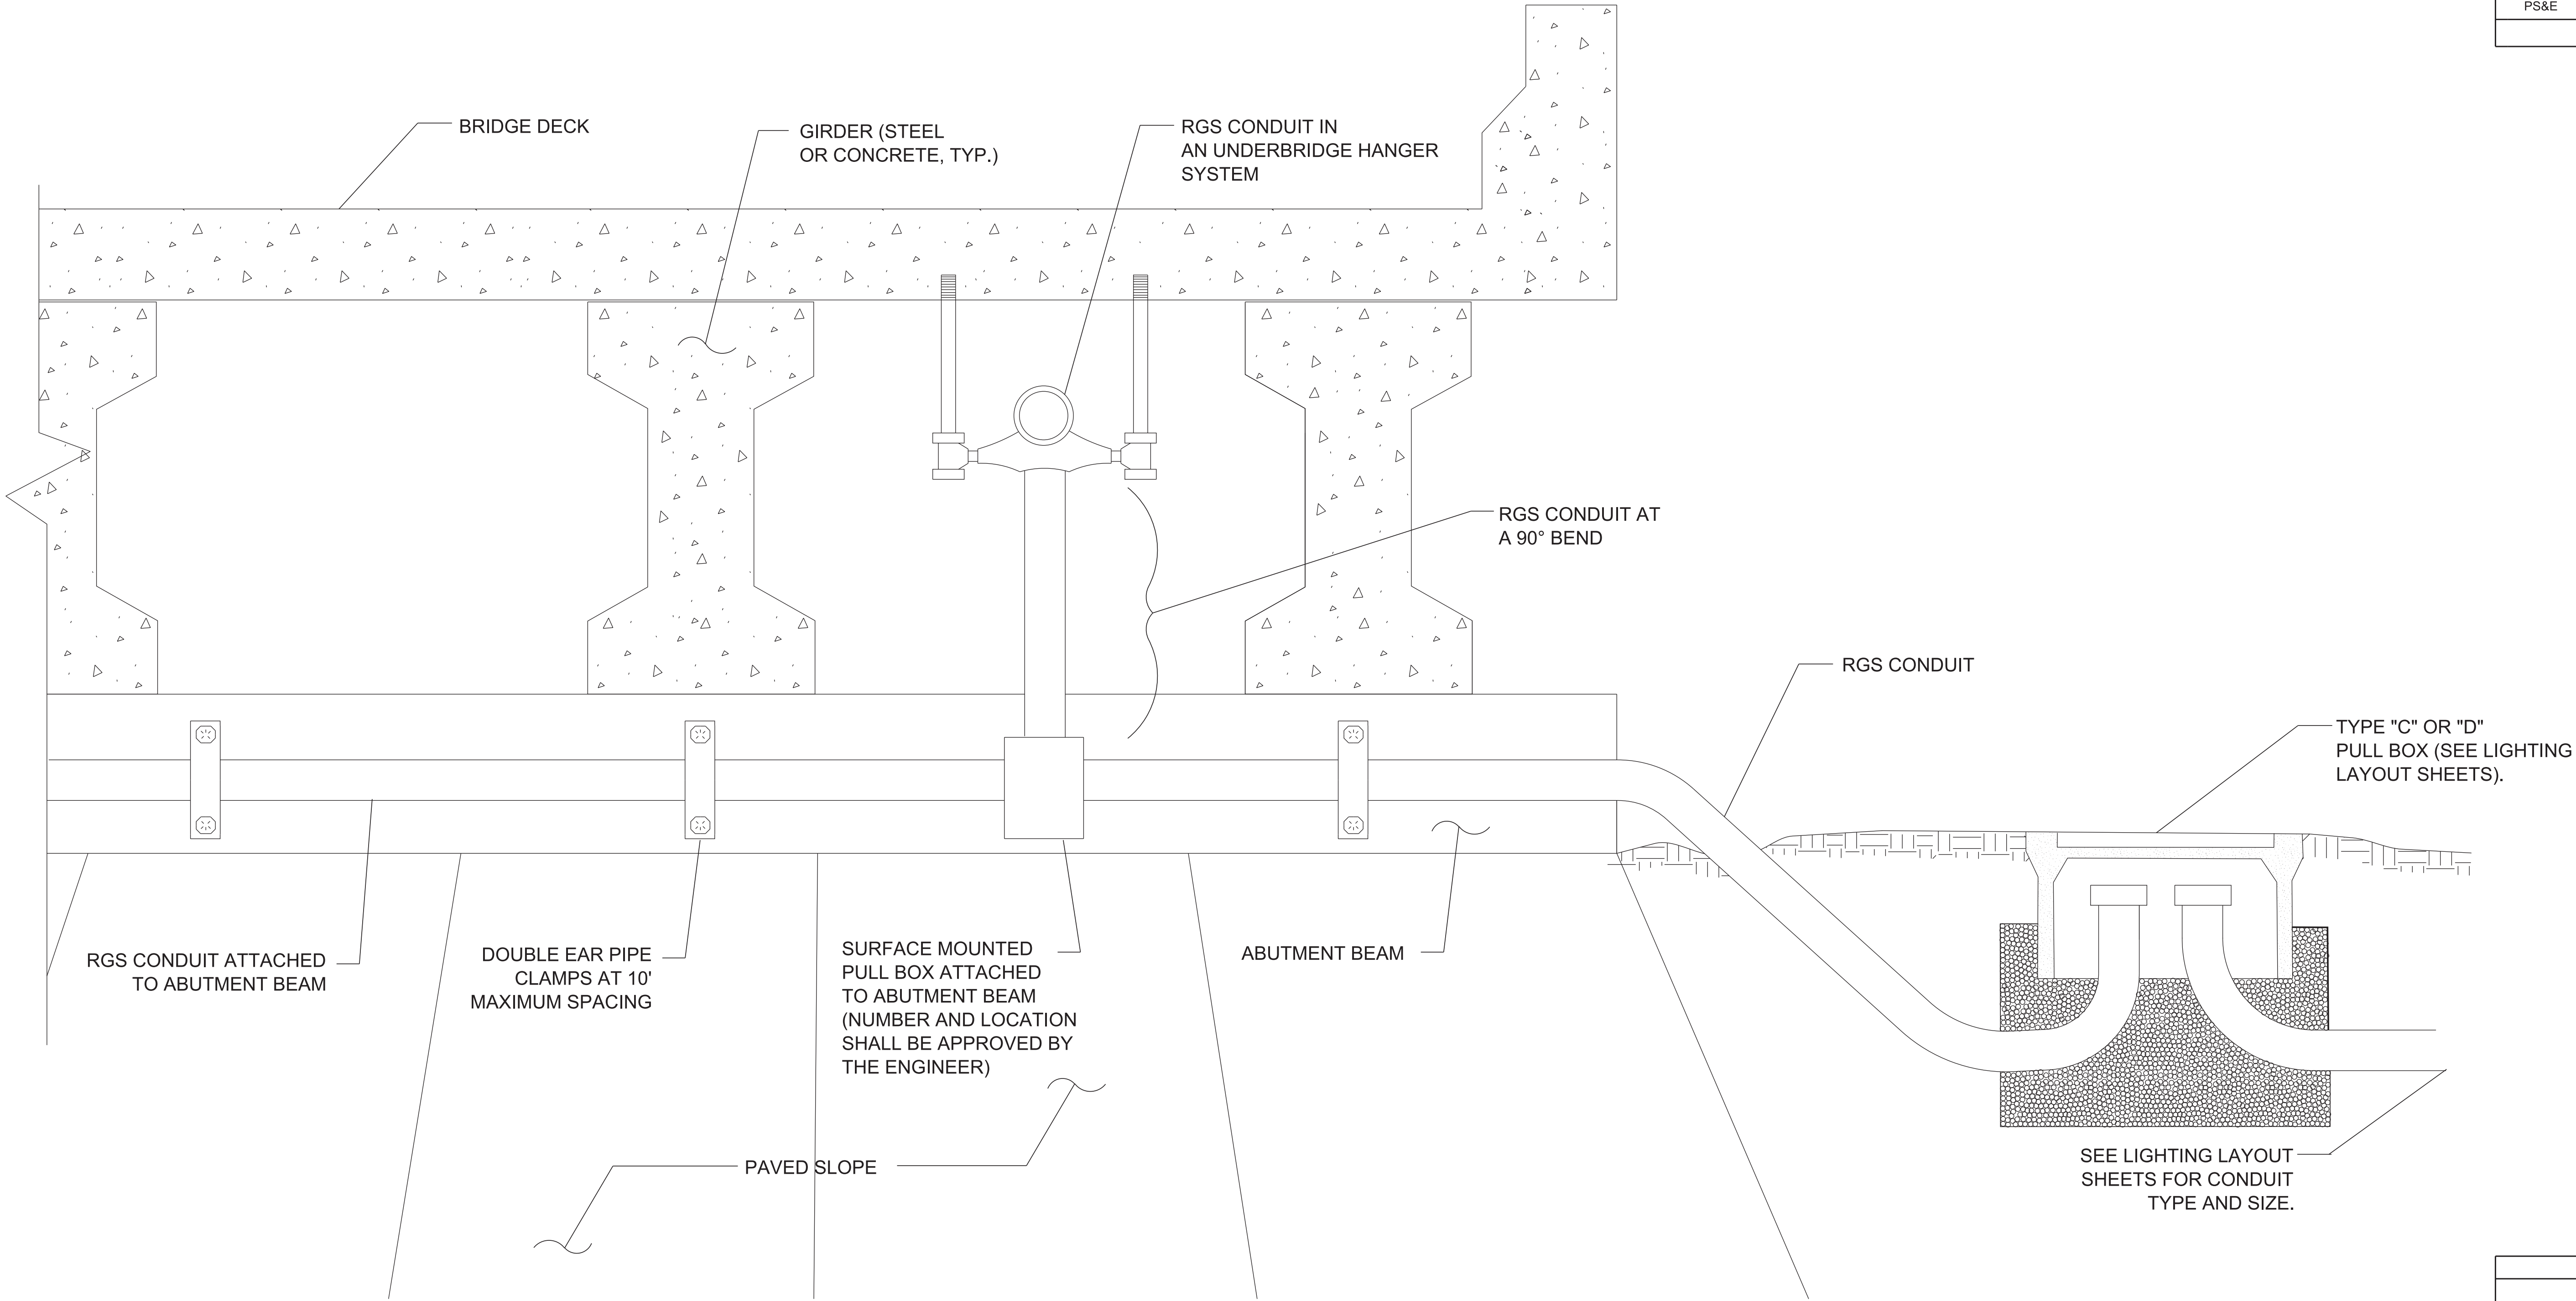 PS&E
BRIDGE DECK
GIRDER (STEEL
OR CONCRETE, TYP.)
RGS CONDUIT IN
AN UNDERBRIDGE HANGER
SYSTEM
RGS CONDUIT AT
A 90° BEND
RGS CONDUIT
TYPE "C" OR "D"
PULL BOX (SEE LIGHTING
LAYOUT SHEETS).
RGS CONDUIT ATTACHED
TO ABUTMENT BEAM
DOUBLE EAR PIPE
CLAMPS AT 10'
MAXIMUM SPACING
SURFACE MOUNTED
PULL BOX ATTACHED
TO ABUTMENT BEAM
(NUMBER AND LOCATION
SHALL BE APPROVED BY
THE ENGINEER)
ABUTMENT BEAM
PAVED SLOPE
SEE LIGHTING LAYOUT
SHEETS FOR CONDUIT
TYPE AND SIZE.